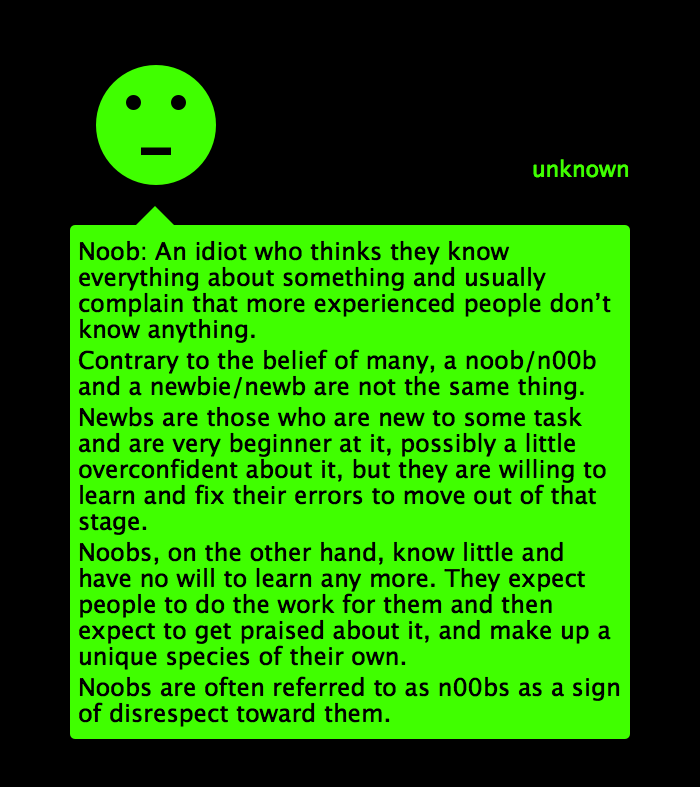 unknown
Noob: An idiot who thinks they know
everything about something and usually
complain that more experienced people don’t
know anything.
Contrary to the belief of many, a noob/n00b
and a newbie/newb are not the same thing.
Newbs are those who are new to some task
and are very beginner at it, possibly a little
overconfident about it, but they are willing to
learn and fix their errors to move out of that
stage.
Noobs, on the other hand, know little and
have no will to learn any more. They expect
people to do the work for them and then
expect to get praised about it, and make up a
unique species of their own.
Noobs are often referred to as n00bs as a sign
of disrespect toward them.